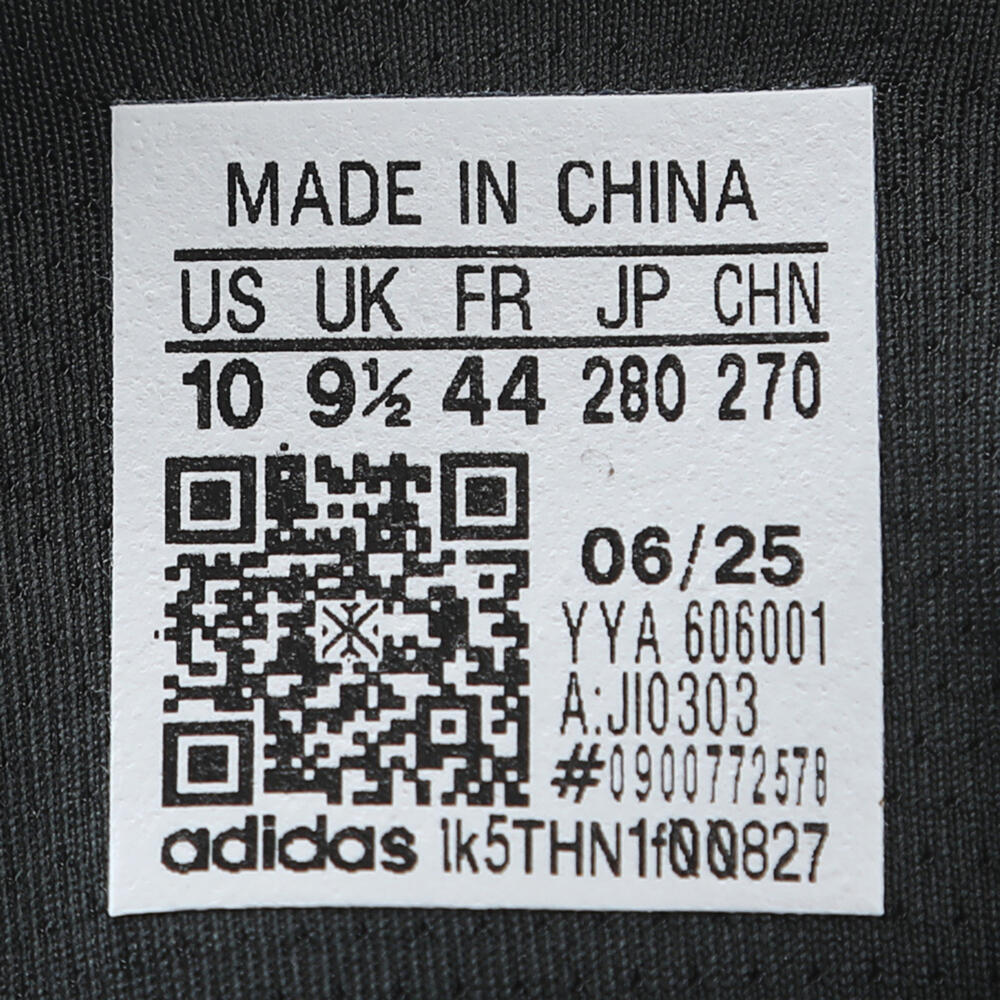 MADE IN CHINA
US UK FR JP CHN
10 9½ 44 280 270
06/25
YYA 606001
A:JI0303
#0900772578
adidas lk5THN1fQQ827